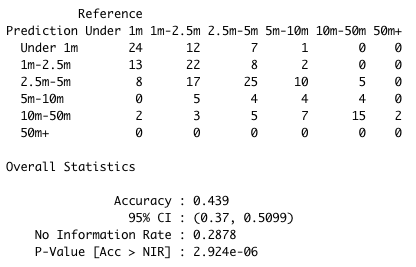 Reference
Prediction Under 1m 1m-2.5m 2.5m-5m 5m-10m 10m-50m 50m+
Under 1m 24 12 7 1 0 0
1m-2.5m 13 22 8 2 0 0
2.5m-5m 8 17 25 10 5 0
5m-10m 0 5 4 4 4 0
10m-50m 2 3 5 7 15 2
50m+ 0 0 0 0 0 0
Overall Statistics
Accuracy : 0.439
95% CI : (0.37, 0.5099)
No Information Rate : 0.2878
P-Value [Acc > NIR] : 2.924e-06